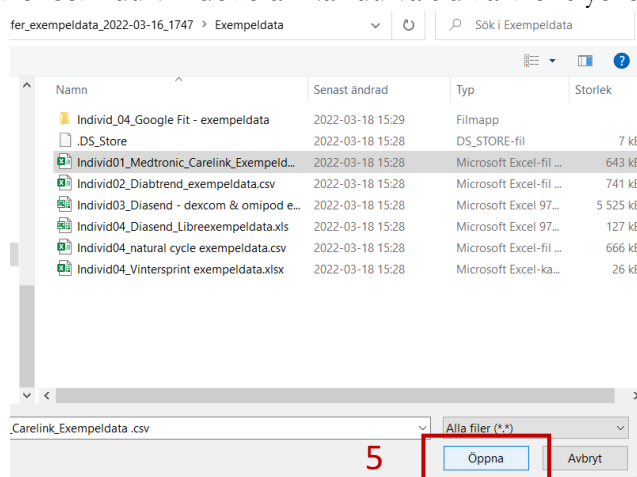 fer_exempeldata_2022-03-16_1747 > Exempeldata
Sök i Exempeldata
Namn Senast ändrad Typ Storlek
Individ_04_Google Fit - exempeldata 2022-03-18 15:29 Filmapp
.DS_Store 2022-03-18 15:28 DS_STORE-fil 7 kB
Individ01_Medtronic_Carelink_Exempeld... 2022-03-18 15:28 Microsoft Excel-fil ... 643 kB
Individ02_Diabtrend_exempeldata.csv 2022-03-18 15:28 Microsoft Excel-fil ... 741 kB
Individ03_Diasend - dexcom & omipod e... 2022-03-18 15:28 Microsoft Excel 97... 5 525 kB
Individ04_Diasend_Libreexempeldata.xls 2022-03-18 15:28 Microsoft Excel 97... 127 kB
Individ04_natural cycle exempeldata.csv 2022-03-18 15:28 Microsoft Excel-fil ... 666 kB
Individ04_Vintersprint exempeldata.xlsx 2022-03-18 15:28 Microsoft Excel-ka... 26 kB
_Carelink_Exempeldata .csv Alla filer (*.*)
5 Öppna Avbryt